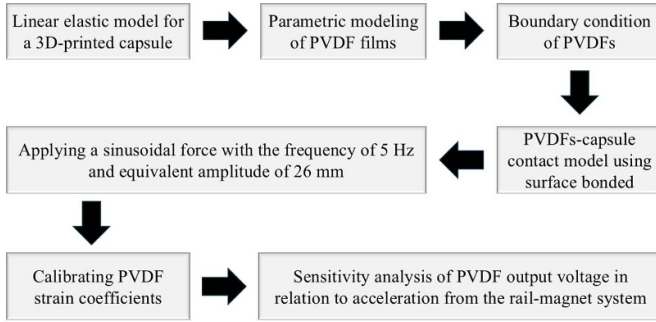 Linear elastic model for
a 3D-printed capsule
Parametric modeling
of PVDF films
Boundary condition
of PVDFs
PVDFs-capsule
contact model using
surface bonded
Applying a sinusoidal force with the frequency of 5 Hz
and equivalent amplitude of 26 mm
Calibrating PVDF
strain coefficients
Sensitivity analysis of PVDF output voltage in
relation to acceleration from the rail-magnet system